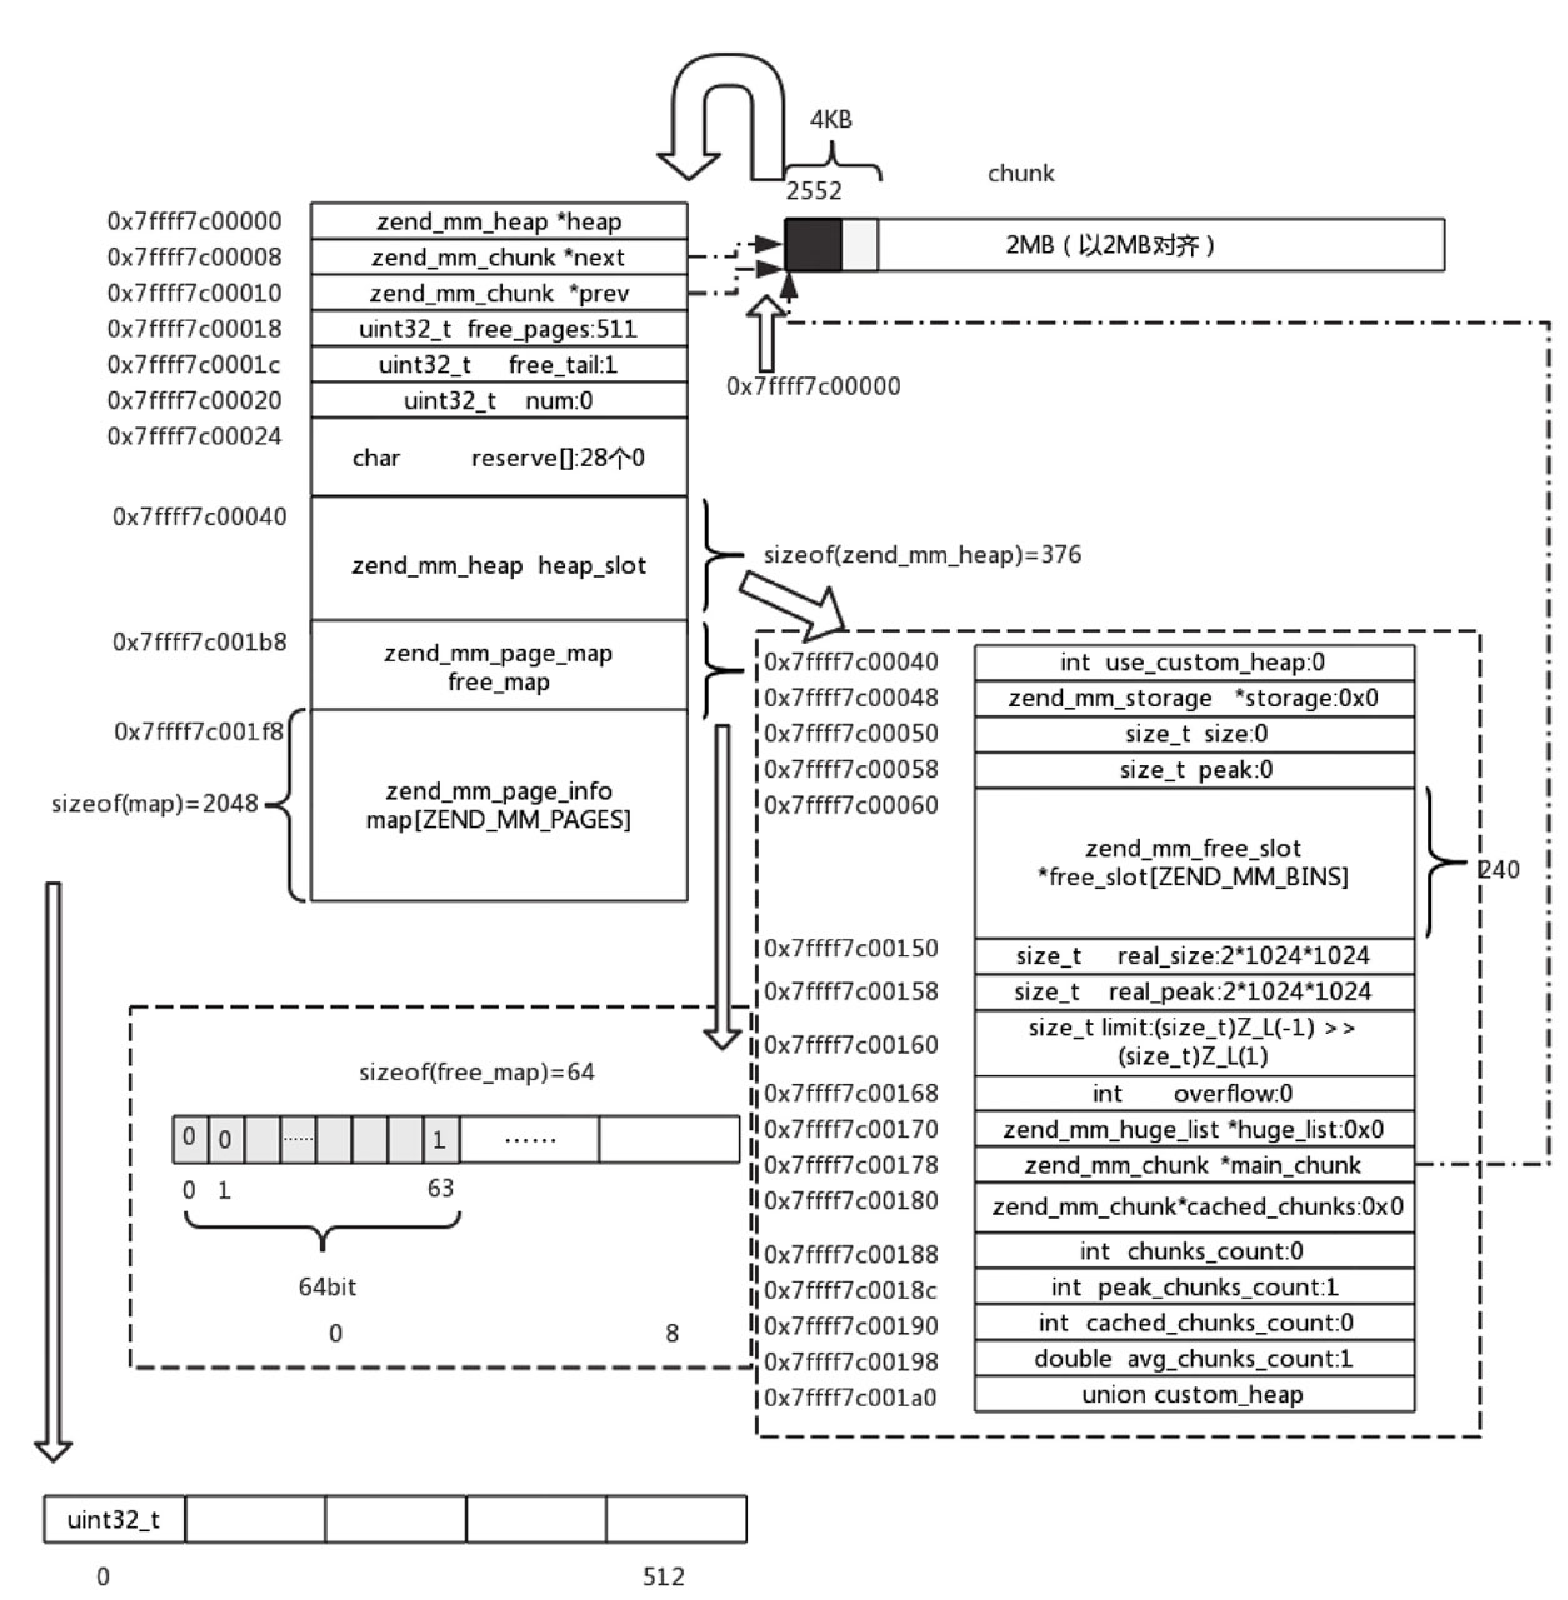 4KB
2552
chunk
2MB（以2MB对齐）
0x7ffff7c00000
0x7ffff7c00000 zend_mm_heap *heap
0x7ffff7c00008 zend_mm_chunk *next
0x7ffff7c00010 zend_mm_chunk *prev
0x7ffff7c00018 uint32_t free_pages:511
0x7ffff7c0001c uint32_t free_tail:1
0x7ffff7c00020 uint32_t num:0
0x7ffff7c00024
char reserve[]:28个0
0x7ffff7c00040
zend_mm_heap heap_slot
sizeof(zend_mm_heap)=376
0x7ffff7c001b8
zend_mm_page_map
free_map
0x7ffff7c001f8
sizeof(map)=2048
zend_mm_page_info
map[ZEND_MM_PAGES]
0x7ffff7c00040 int use_custom_heap:0
0x7ffff7c00048 zend_mm_storage *storage:0x0
0x7ffff7c00050 size_t size:0
0x7ffff7c00058 size_t peak:0
0x7ffff7c00060
zend_mm_free_slot
*free_slot[ZEND_MM_BINS]
240
0x7ffff7c00150 size_t real_size:2*1024*1024
0x7ffff7c00158 size_t real_peak:2*1024*1024
0x7ffff7c00160
size_t limit:(size_t)Z_L(-1) >>
(size_t)Z_L(1)
0x7ffff7c00168 int overflow:0
0x7ffff7c00170 zend_mm_huge_list *huge_list:0x0
0x7ffff7c00178 zend_mm_chunk *main_chunk
0x7ffff7c00180 zend_mm_chunk*cached_chunks:0x0
0x7ffff7c00188 int chunks_count:0
0x7ffff7c0018c int peak_chunks_count:1
0x7ffff7c00190 int cached_chunks_count:0
0x7ffff7c00198 double avg_chunks_count:1
0x7ffff7c001a0 union custom_heap
sizeof(free_map)=64
0 0 ...... 1 ......
0 1 63
64bit
0 8
uint32_t
0 512